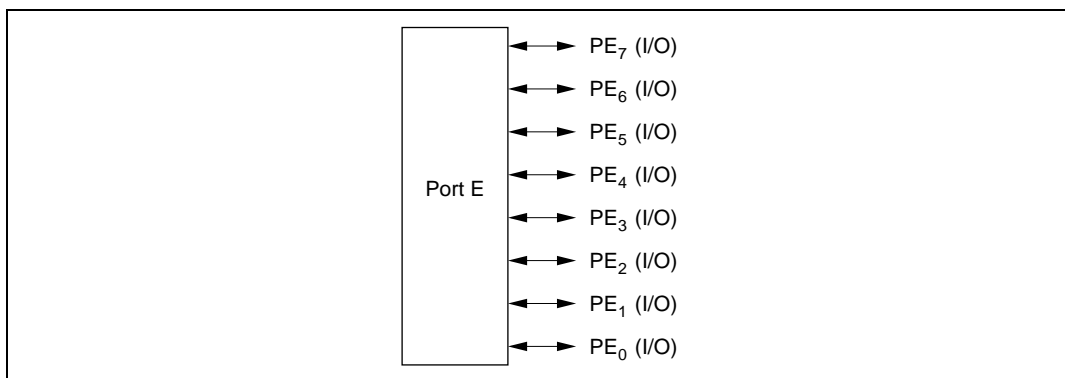 PE₇ (I/O)
PE₆ (I/O)
PE₅ (I/O)
PE₄ (I/O)
Port E
PE₃ (I/O)
PE₂ (I/O)
PE₁ (I/O)
PE₀ (I/O)